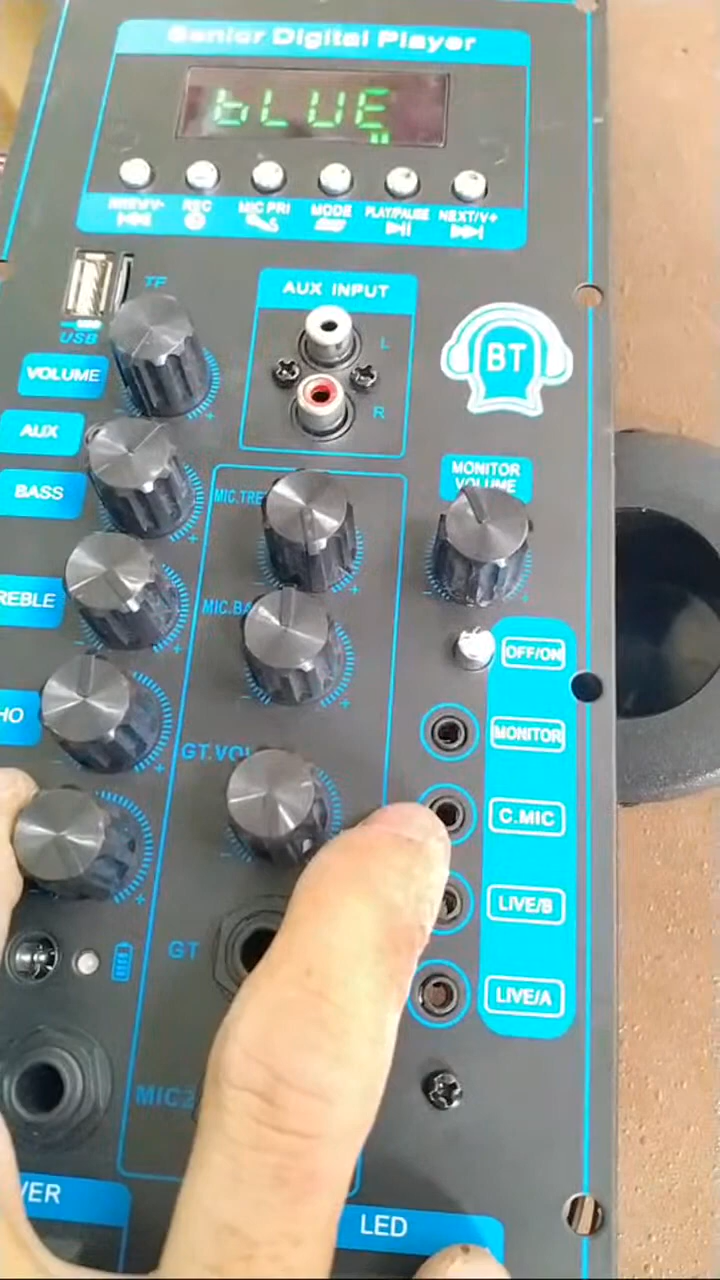 Senior Digital Player
bLUE
PREV/V-
REC
MIC PRI
MODE
PLAY/PAUSE
NEXT/V+
TF
USB
AUX INPUT
L
R
BT
VOLUME
AUX
BASS
MIC.TRE
MONITOR
VOLUME
REBLE
MIC.BA
OFF/ON
HO
GT.VOL
MONITOR
C.MIC
LIVE/B
GT
LIVE/A
MIC2
VER
LED